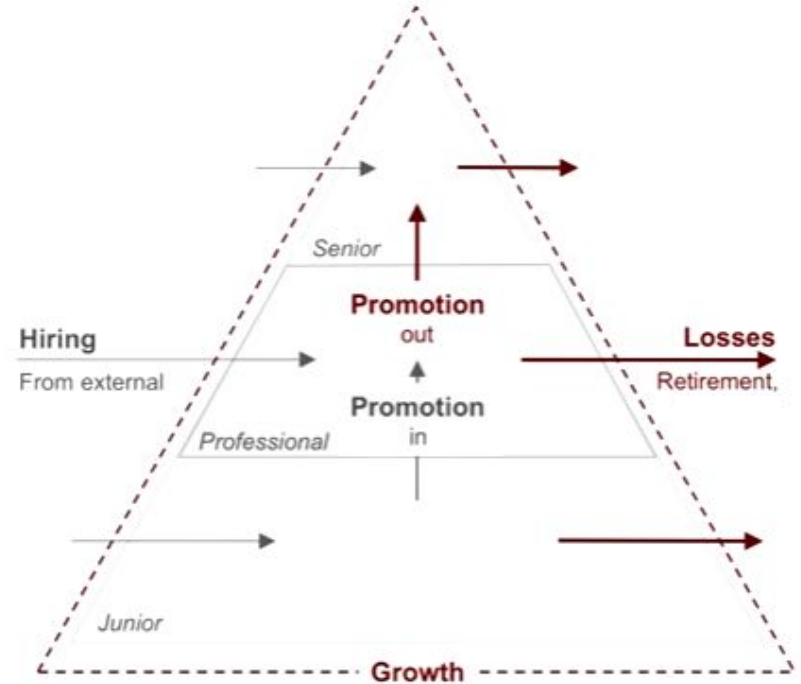 Senior
Promotion
out
Hiring
From external
Losses
Retirement,
Promotion
in
Professional
Junior
Growth